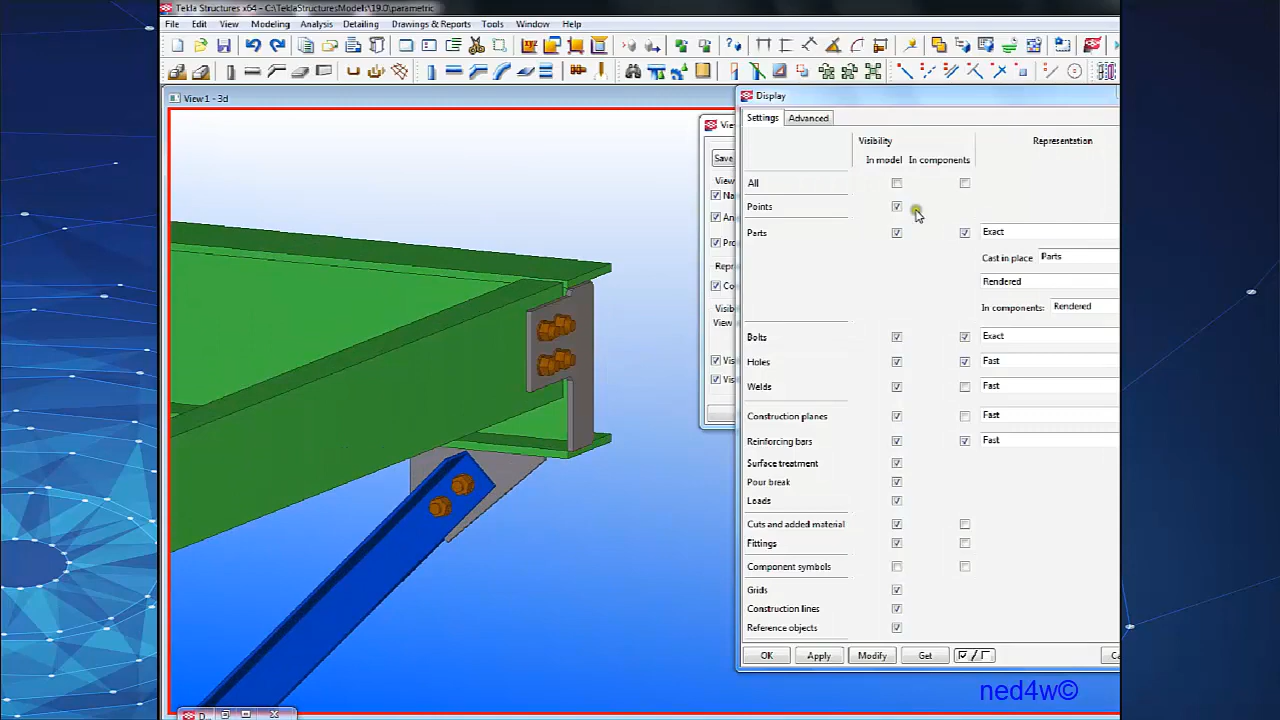 Tekla Structures x64 - C:\TeklaStructuresModels\19.0\parametric
File Edit View Modeling Analysis Detailing Drawings & Reports Tools Window Help
View 1 - 3d
Display
Settings Advanced
Visibility
Representation
In model In components
Save
View
All
Points
Parts
Exact
Cast in place Parts
Rendered
In components: Rendered
Bolts
Exact
Holes
Fast
Welds
Fast
Construction planes
Fast
Reinforcing bars
Fast
Surface treatment
Pour break
Loads
Cuts and added material
Fittings
Component symbols
Grids
Construction lines
Reference objects
OK Apply Modify Get
ned4w©